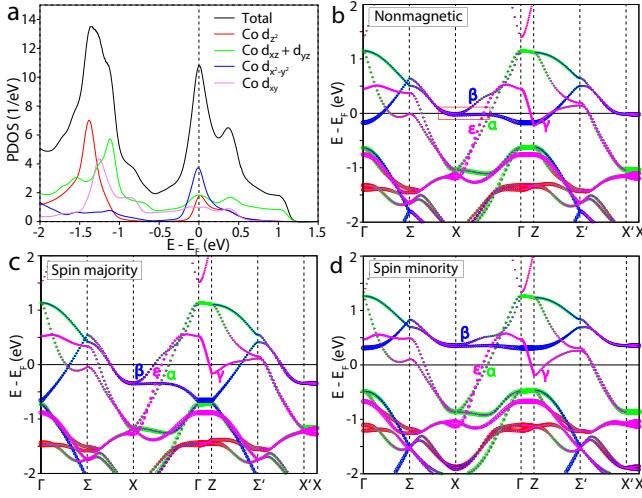 a
Total
Co d_z²
Co d_xz + d_yz
Co d_x²-y²
Co d_xy
PDOS (1/eV)
14
12
10
8
6
4
2
0
-2 -1.5 -1 -0.5 0 0.5 1 1.5
E - E_F (eV)
b
Nonmagnetic
E - E_F (eV)
2
1
0
-1
-2
β
ε α γ
Γ Σ X Γ Z Σ' X'X
c
Spin majority
E - E_F (eV)
2
1
0
-1
2
β
ε α γ
Γ Σ X Γ Z Σ' X'X
d
Spin minority
E - E_F (eV)
2
1
0
-1
-2
β
ε α γ
Γ Σ X Γ Z Σ' X'X